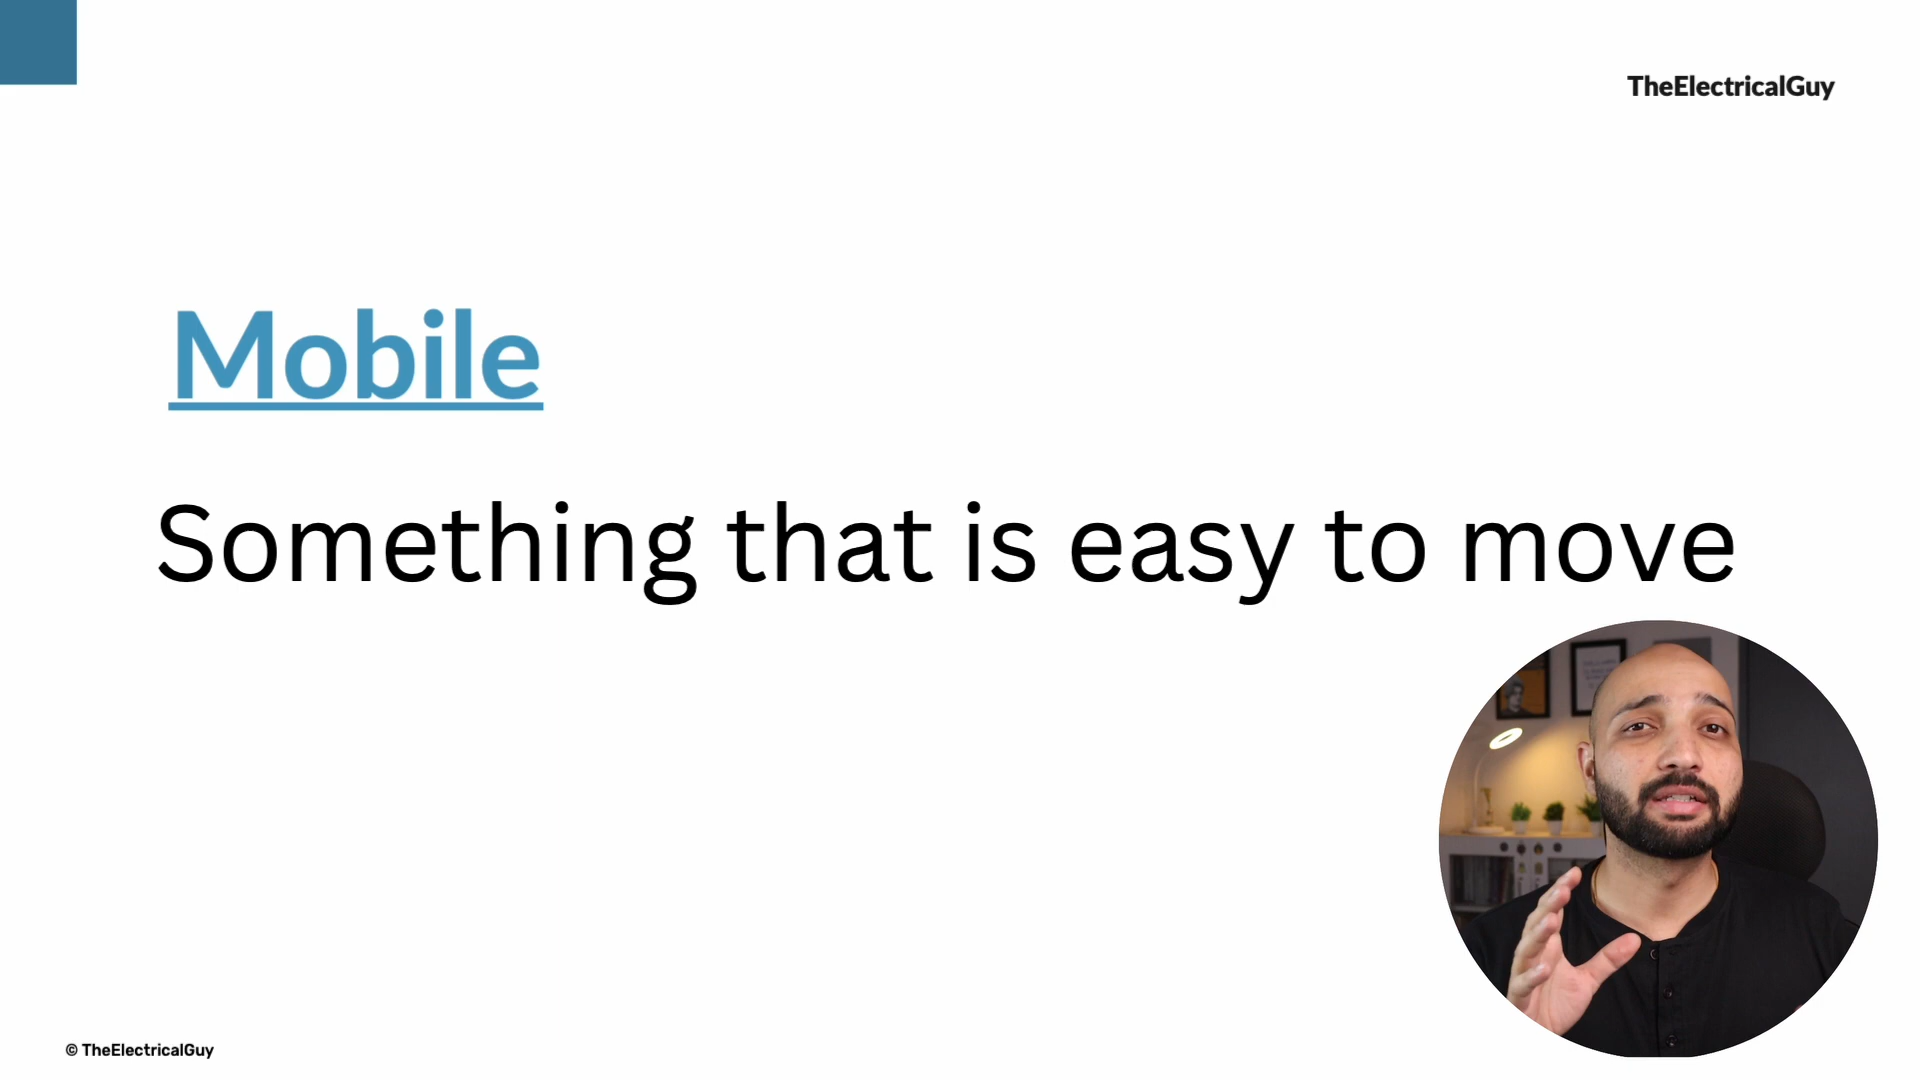 TheElectricalGuy
Mobile
Something that is easy to move
© TheElectricalGuy